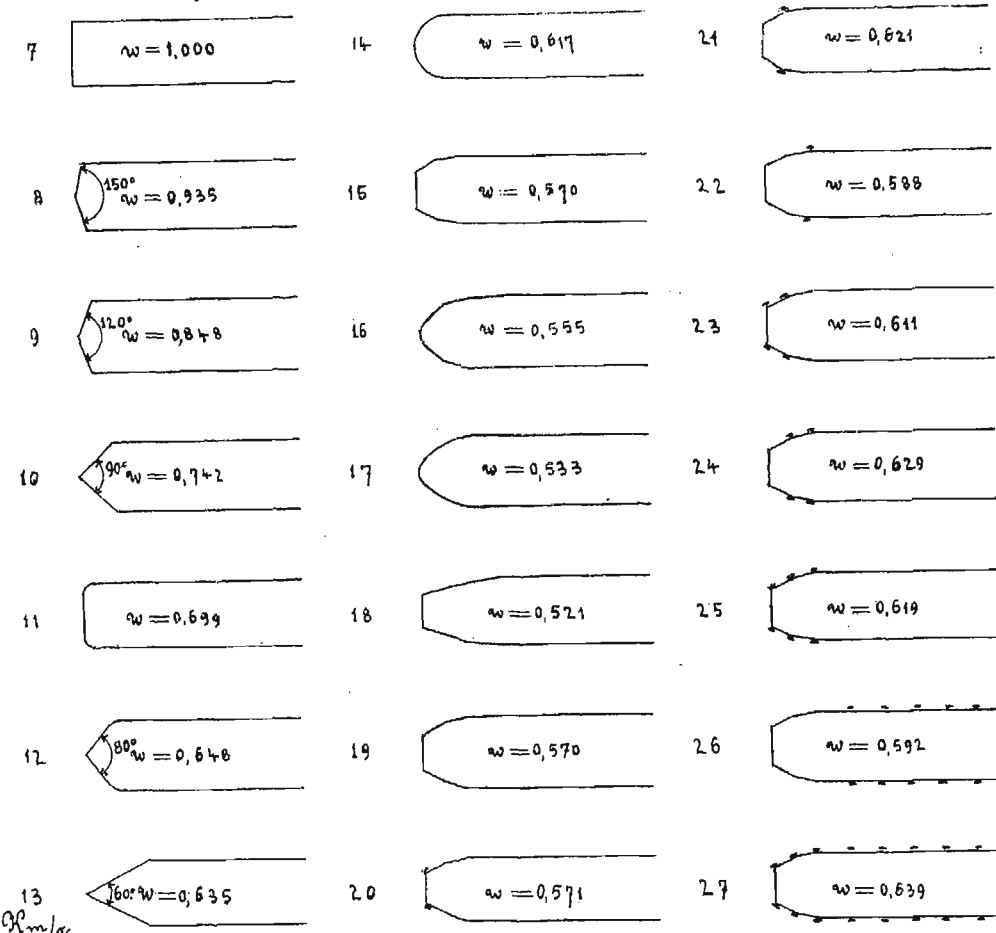 7 w = 1,000
14 w = 0,617
21 w = 0,621
8 150° w = 0,935
15 w = 0,570
22 w = 0,588
9 120° w = 0,848
16 w = 0,555
23 w = 0,611
10 90° w = 0,742
17 w = 0,533
24 w = 0,629
11 w = 0,699
18 w = 0,521
25 w = 0,619
12 80° w = 0,648
19 w = 0,570
26 w = 0,592
13 60° w = 0,635
20 w = 0,571
27 w = 0,639